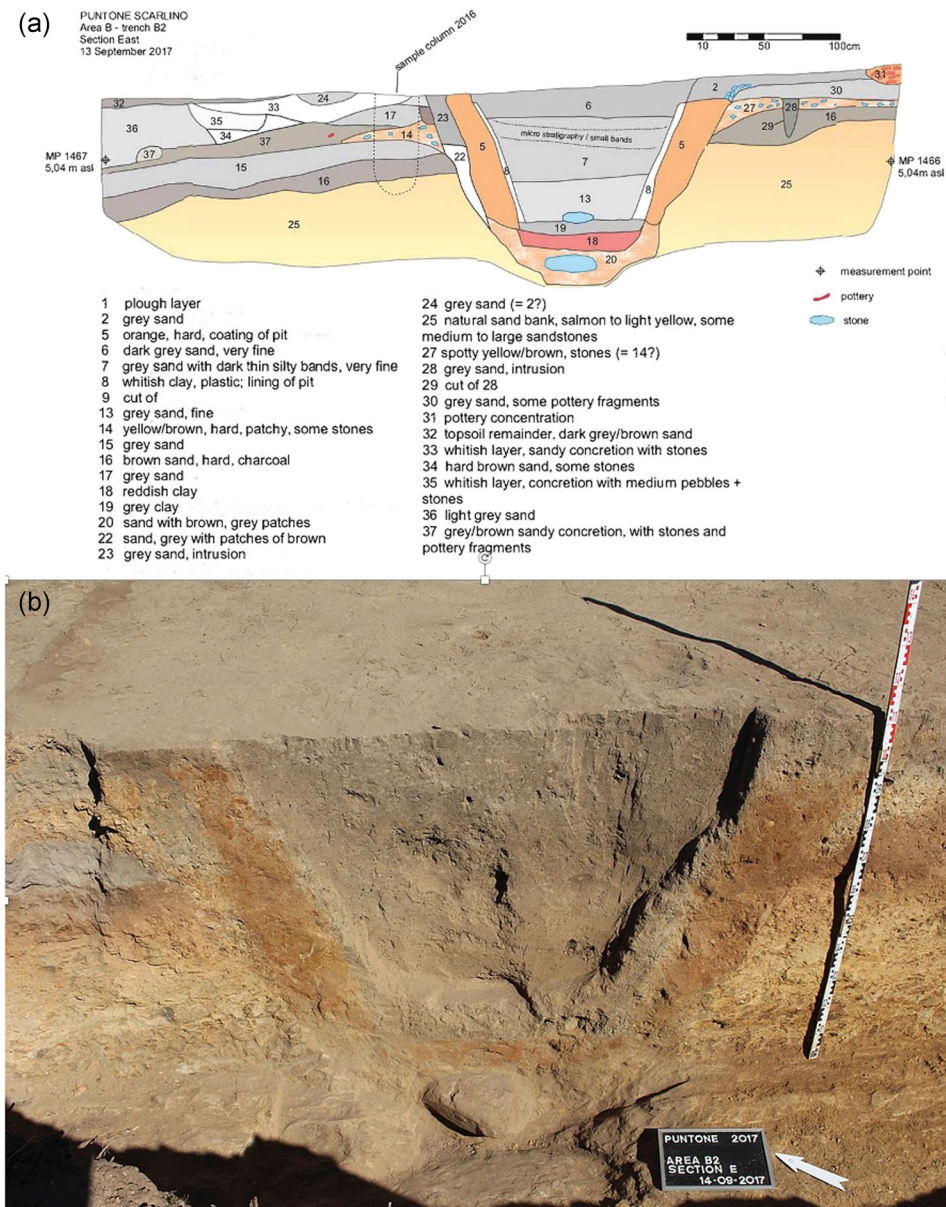 (a)
PUNTONE SCARLINO
Area B - trench B2
Section East
13 September 2017
sample column 2016
10 50 100cm
32
24
33
36
35
34
17
23
37
14
37
22
15
16
25
5
8
6
micro stratigraphy / small bands
7
13
19
18
20
8
5
2
31
30
27
28
29
16
25
MP 1467
5,04 m asl
MP 1466
5,04m asl
measurement point
pottery
stone
1 plough layer
2 grey sand
5 orange, hard, coating of pit
6 dark grey sand, very fine
7 grey sand with dark thin silty bands, very fine
8 whitish clay, plastic; lining of pit
9 cut of
13 grey sand, fine
14 yellow/brown, hard, patchy, some stones
15 grey sand
16 brown sand, hard, charcoal
17 grey sand
18 reddish clay
19 grey clay
20 sand with brown, grey patches
22 sand, grey with patches of brown
23 grey sand, intrusion
24 grey sand (= 2?)
25 natural sand bank, salmon to light yellow, some
medium to large sandstones
27 spotty yellow/brown, stones (= 14?)
28 grey sand, intrusion
29 cut of 28
30 grey sand, some pottery fragments
31 pottery concentration
32 topsoil remainder, dark grey/brown sand
33 whitish layer, sandy concretion with stones
34 hard brown sand, some stones
35 whitish layer, concretion with medium pebbles +
stones
36 light grey sand
37 grey/brown sandy concretion, with stones and
pottery fragments
(b)
PUNTONE 2017
AREA B2
SECTION E
14-09-2017